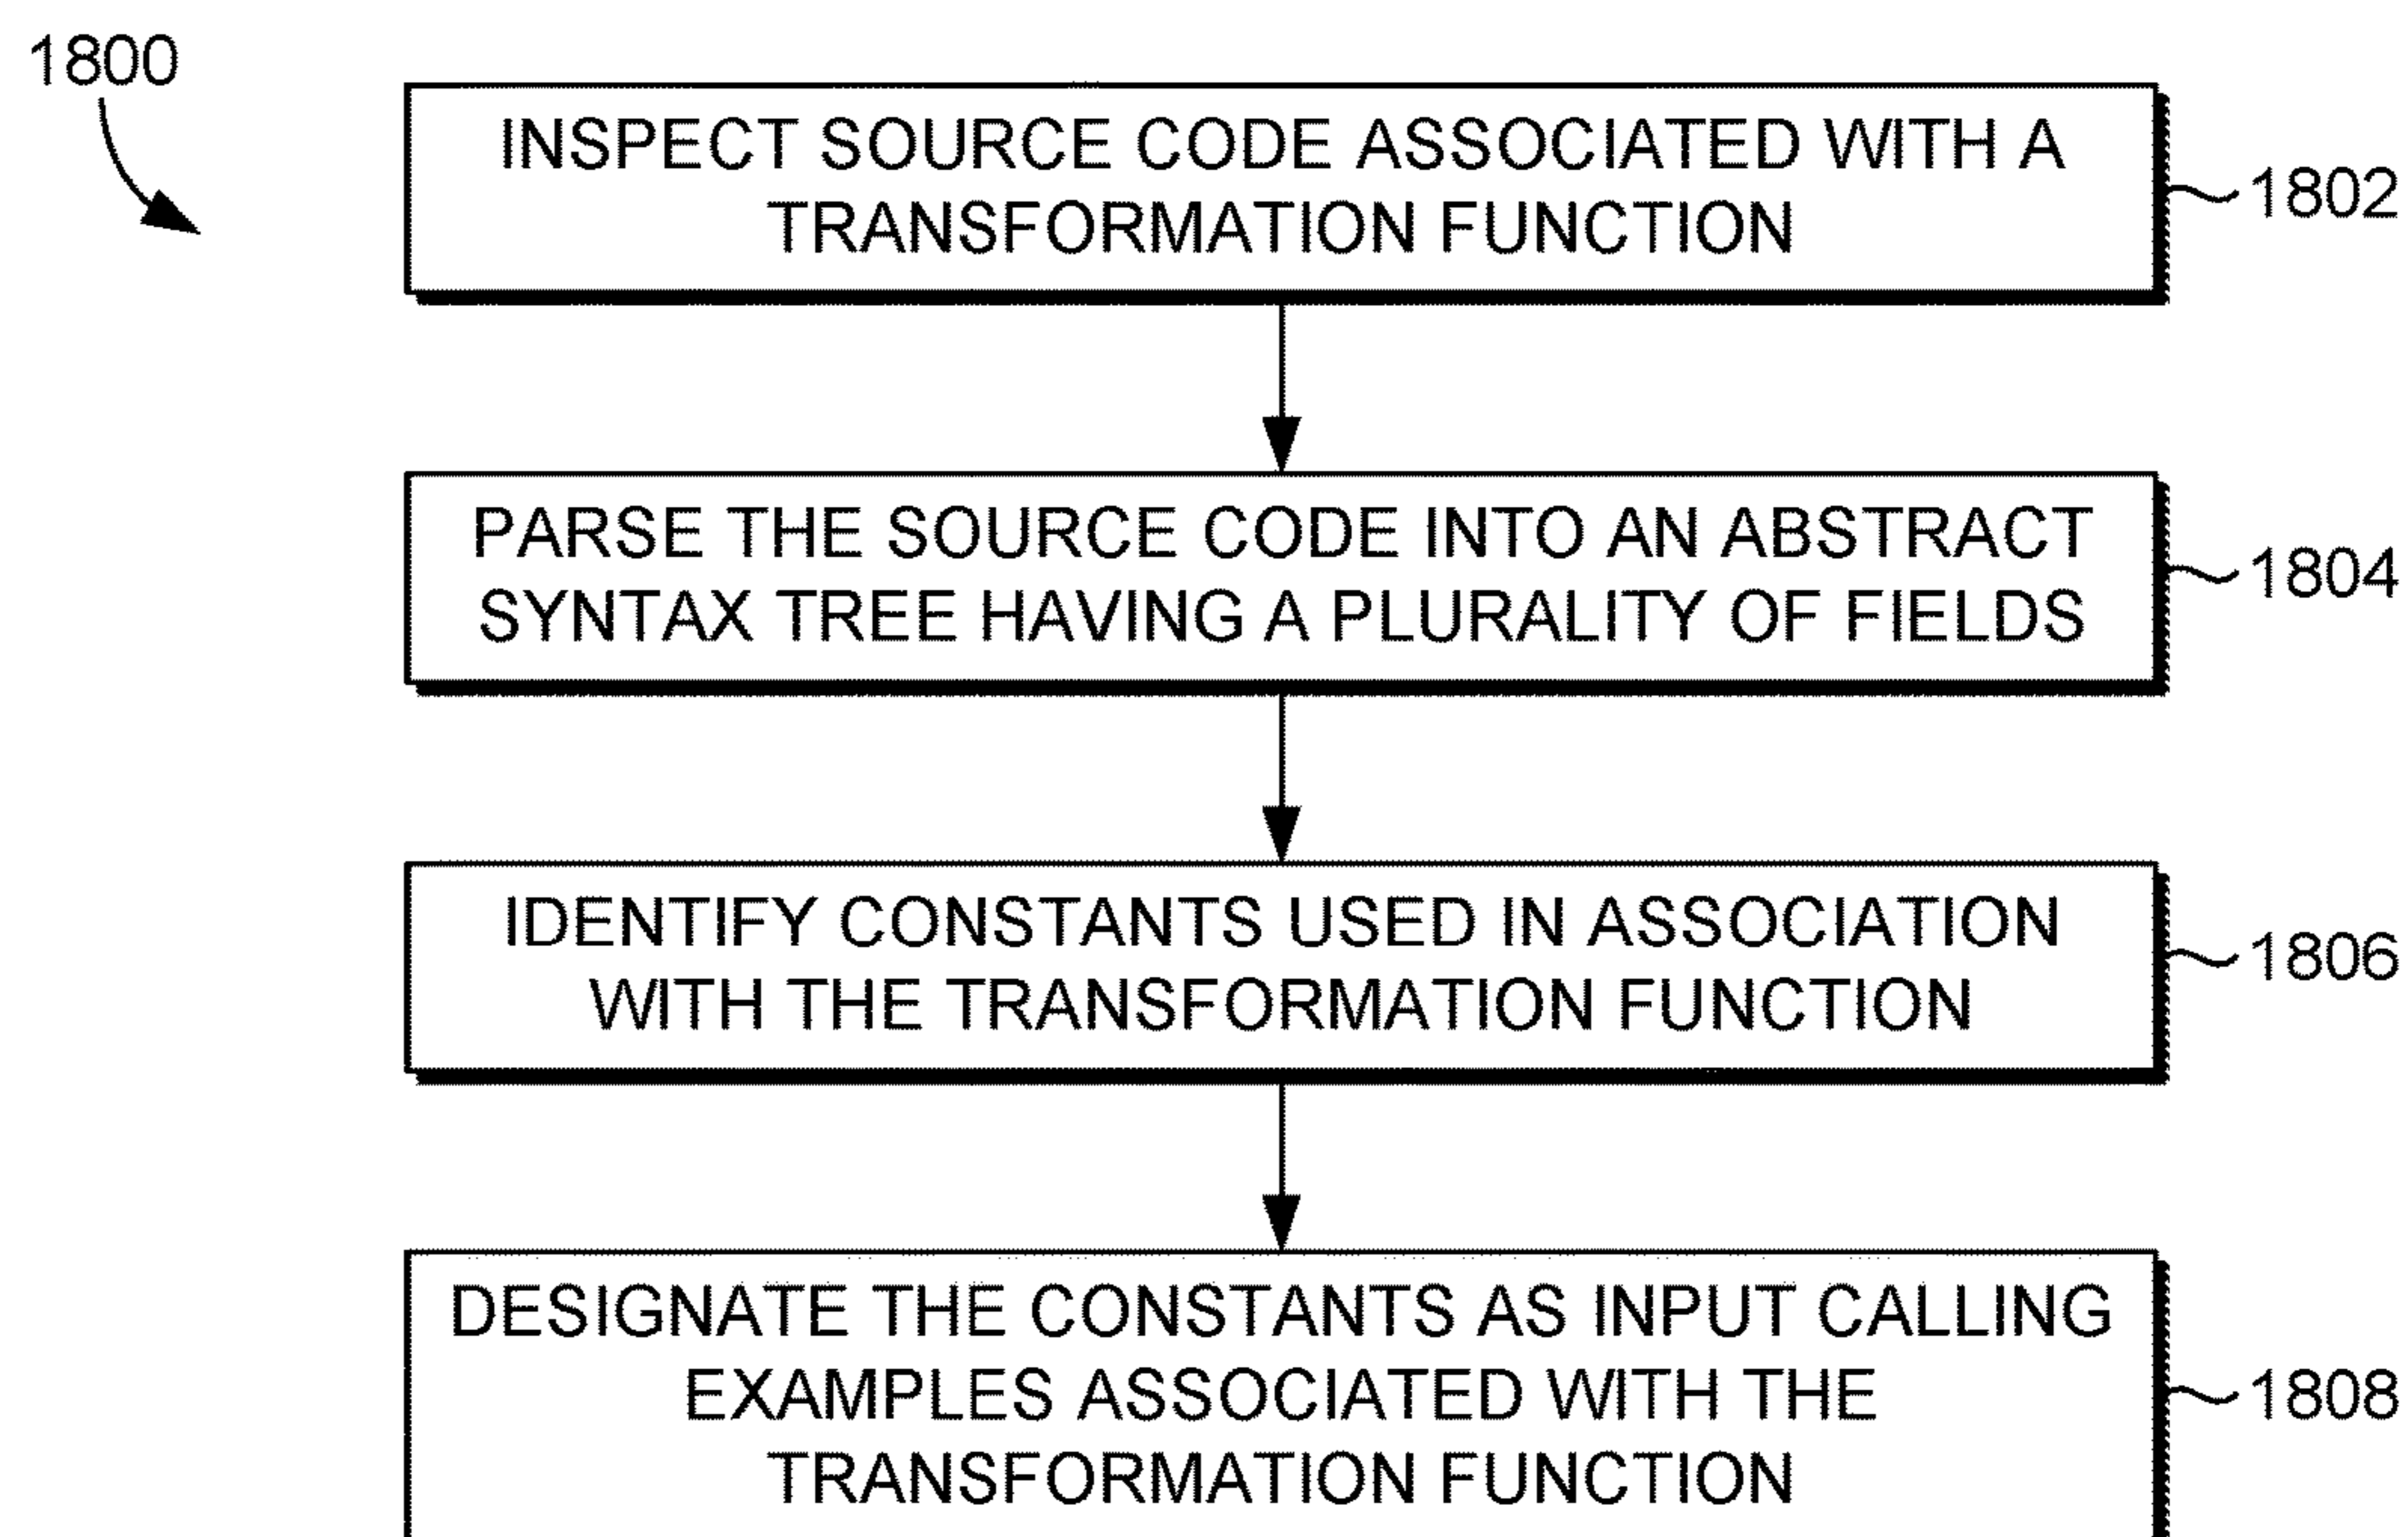 1800
INSPECT SOURCE CODE ASSOCIATED WITH A
TRANSFORMATION FUNCTION
1802
PARSE THE SOURCE CODE INTO AN ABSTRACT
SYNTAX TREE HAVING A PLURALITY OF FIELDS
1804
IDENTIFY CONSTANTS USED IN ASSOCIATION
WITH THE TRANSFORMATION FUNCTION
1806
DESIGNATE THE CONSTANTS AS INPUT CALLING
EXAMPLES ASSOCIATED WITH THE
TRANSFORMATION FUNCTION
1808